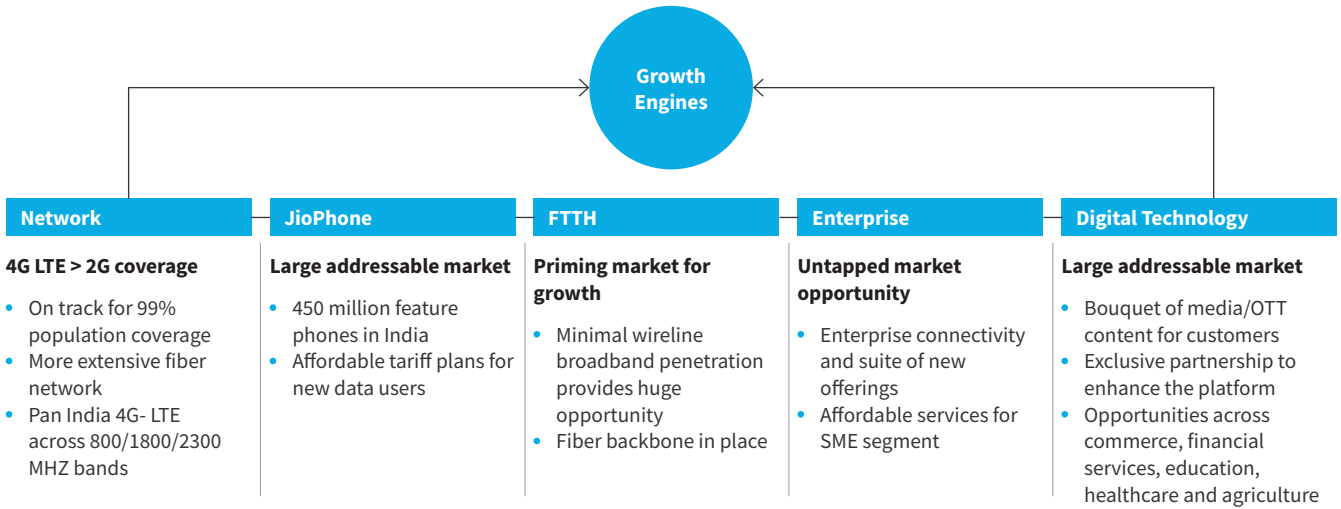 Growth
Engines
Network
JioPhone
FTTH
Enterprise
Digital Technology
4G LTE > 2G coverage
• On track for 99%
population coverage
• More extensive fiber
network
• Pan India 4G- LTE
across 800/1800/2300
MHZ bands
Large addressable market
• 450 million feature
phones in India
• Affordable tariff plans for
new data users
Priming market for
growth
• Minimal wireline
broadband penetration
provides huge
opportunity
• Fiber backbone in place
Untapped market
opportunity
• Enterprise connectivity
and suite of new
offerings
• Affordable services for
SME segment
Large addressable market
• Bouquet of media/OTT
content for customers
• Exclusive partnership to
enhance the platform
• Opportunities across
commerce, financial
services, education,
healthcare and agriculture